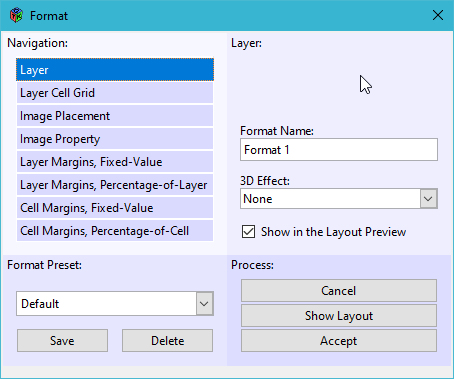 Format
Navigation:
Layer
Layer Cell Grid
Image Placement
Image Property
Layer Margins, Fixed-Value
Layer Margins, Percentage-of-Layer
Cell Margins, Fixed-Value
Cell Margins, Percentage-of-Cell
Layer:
Format Name:
Format 1
3D Effect:
None
Show in the Layout Preview
Format Preset:
Default
Save
Delete
Process:
Cancel
Show Layout
Accept